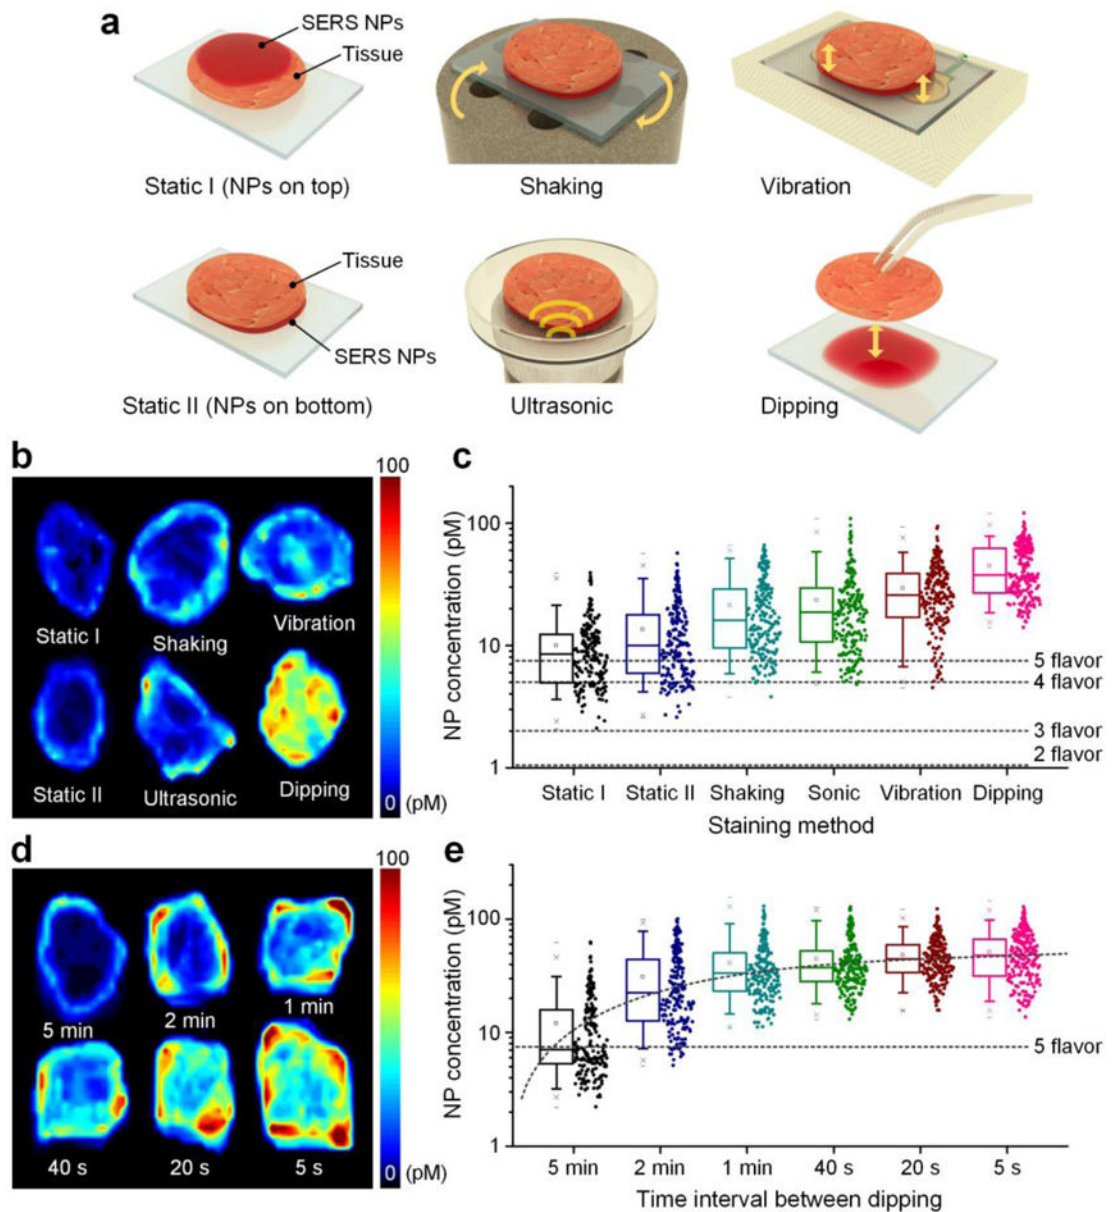 a
SERS NPs
Tissue
Static I (NPs on top)
Shaking
Vibration
Tissue
SERS NPs
Static II (NPs on bottom)
Ultrasonic
Dipping
b
100
Static I
Shaking
Vibration
Static II
Ultrasonic
Dipping
0 (pM)
c
NP concentration (pM)
100
10
1
5 flavor
4 flavor
3 flavor
2 flavor
Static I Static II Shaking Sonic Vibration Dipping
Staining method
d
100
5 min
2 min
1 min
40 s
20 s
5 s
0 (pM)
e
NP concentration (pM)
100
10
1
5 flavor
5 min 2 min 1 min 40s 20 s 5 s
Time interval between dipping